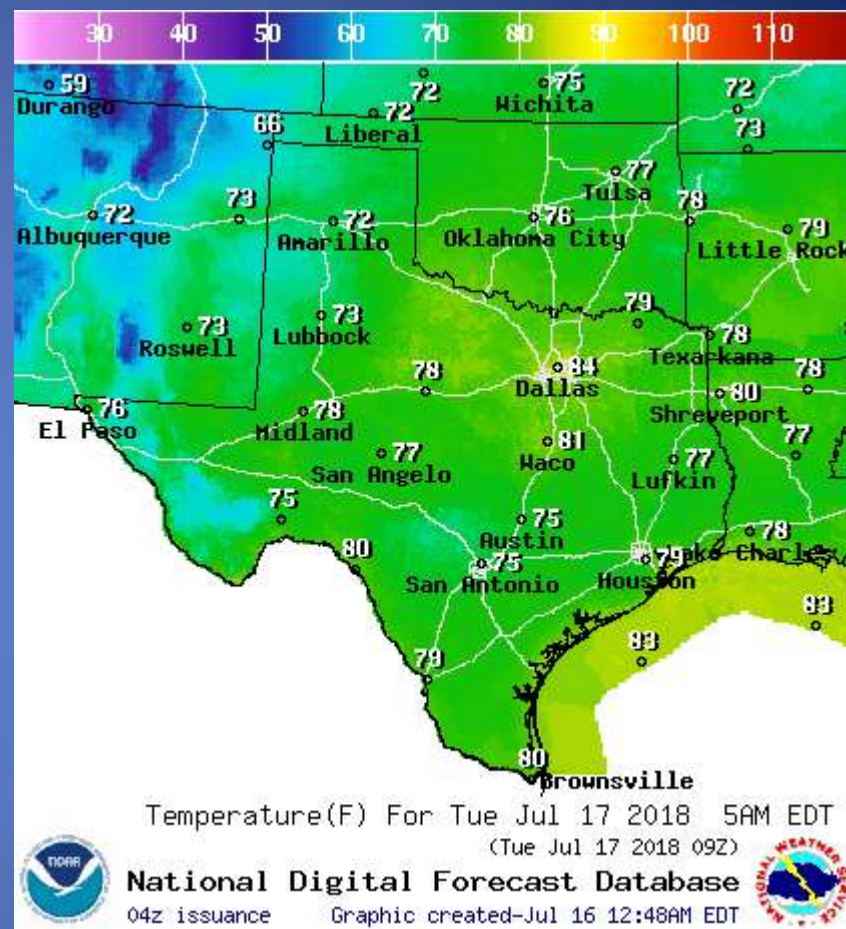 30 40 50 60 70 80 90 100 110
59
Durango
72
75
Wichita
72
Liberal
72
66
73
77
Tulsa
72
Albuquerque
73
72
Amarillo
76
Oklahoma City
78
79
Little Rock
73
Roswell
73
Lubbock
79
78
Texarkana
84
Dallas
78
80
Shreveport
78
76
El Paso
78
Midland
77
San Angelo
81
Waco
77
Lufkin
77
75
75
Austin
78
Lake Charles
80
75
San Antonio
79
Houston
83
83
79
80
Brownsville
Temperature(F) For Tue Jul 17 2018 5AM EDT
(Tue Jul 17 2018 09Z)
National Digital Forecast Database
04z issuance Graphic created-Jul 16 12:48AM EDT
NOAA
NATIONAL WEATHER SERVICE